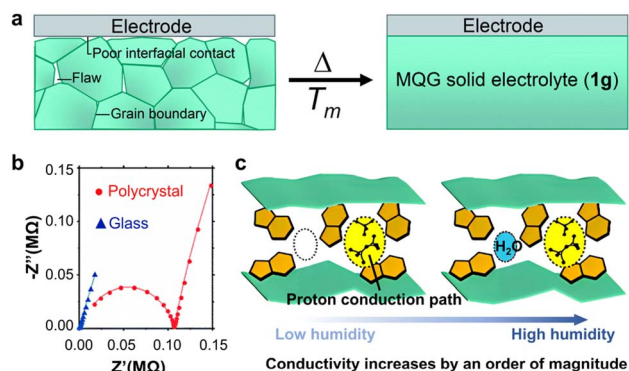 a
Electrode
Poor interfacial contact
Flaw
Grain boundary
Δ
Tm
Electrode
MQG solid electrolyte (1g)
b
-Z''(MΩ)
0.15
0.10
0.05
0.00
Polycrystal
Glass
0.00 0.05 0.10 0.15
Z'(MΩ)
c
H2O
Proton conduction path
Low humidity
High humidity
Conductivity increases by an order of magnitude